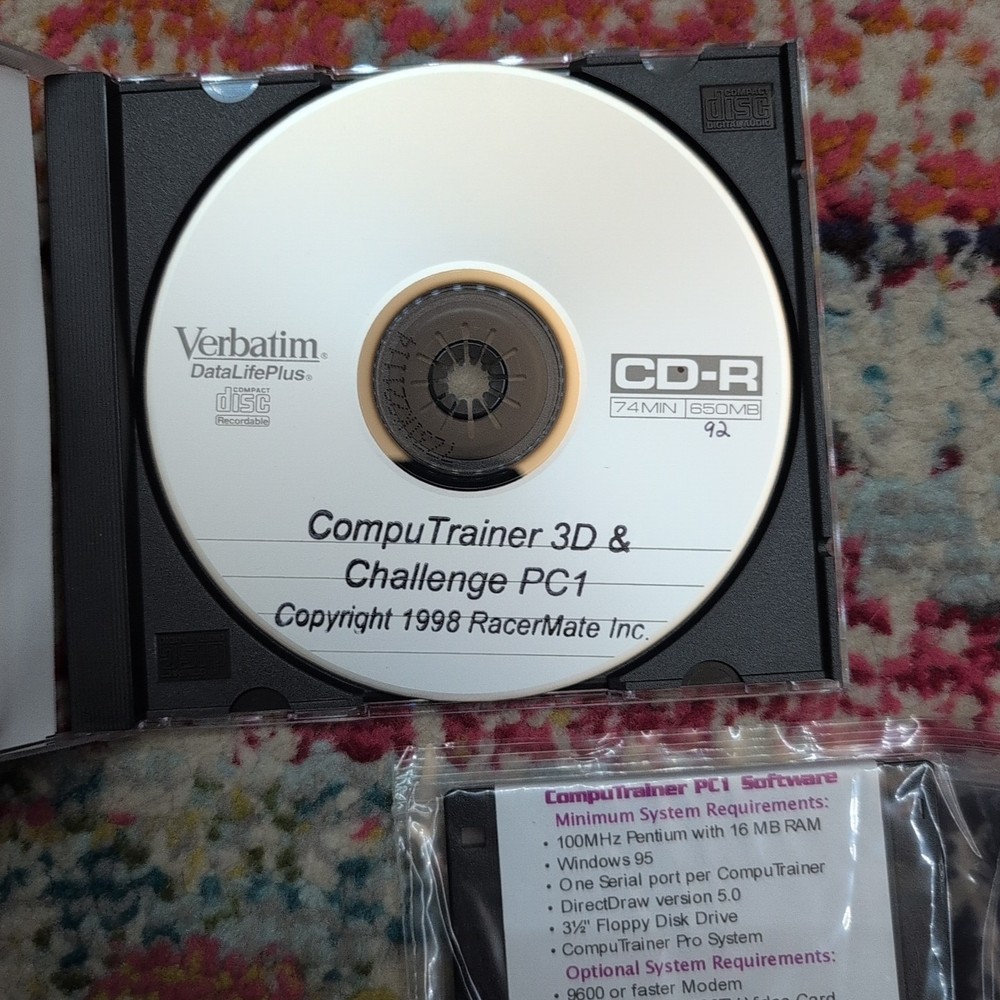 COMPACT
disc
DIGITAL AUDIO
Verbatim®
DataLifePlus®
COMPACT
disc
Recordable
CD-R
74MIN 650MB
92
CompuTrainer 3D &
Challenge PC1
Copyright 1998 RacerMate Inc.
CompuTrainer PC1 Software
Minimum System Requirements:
• 100MHz Pentium with 16 MB RAM
• Windows 95
• One Serial port per CompuTrainer
• DirectDraw version 5.0
• 3½" Floppy Disk Drive
• CompuTrainer Pro System
Optional System Requirements:
• 9600 or faster Modem
Video Card